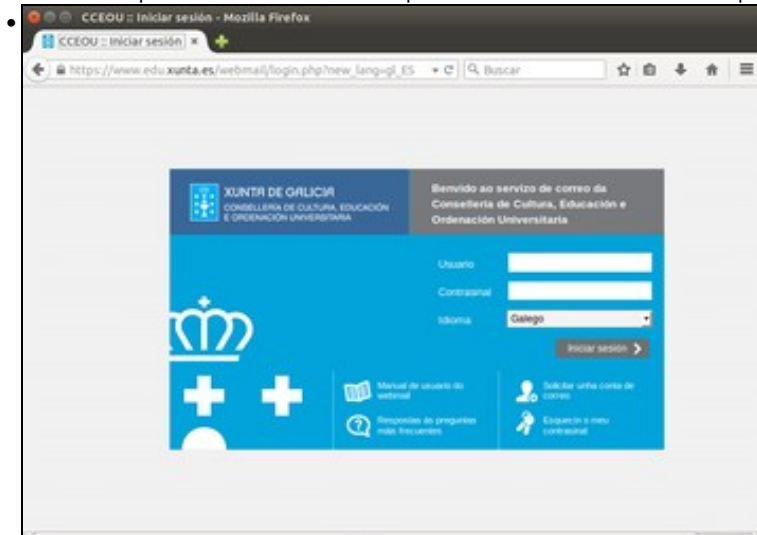 CCEOU :: Iniciar sesión - Mozilla Firefox
CCEOU :: Iniciar sesión
https://www.edu.xunta.es/webmail/login.php?new_lang=gl_ES
Buscar
XUNTA DE GALICIA
CONSELLERÍA DE CULTURA, EDUCACIÓN
E ORDENACIÓN UNIVERSITARIA
Benvido ao servizo de correo da
Consellería de Cultura, Educación e
Ordenación Universitaria
Usuario
Contrasinal
Idioma
Galego
Iniciar sesión
Manual de usuario do
webmail
Solicitar unha conta de
correo
Respostas ás preguntas
máis frecuentes
Esquecín o meu
contrasinal